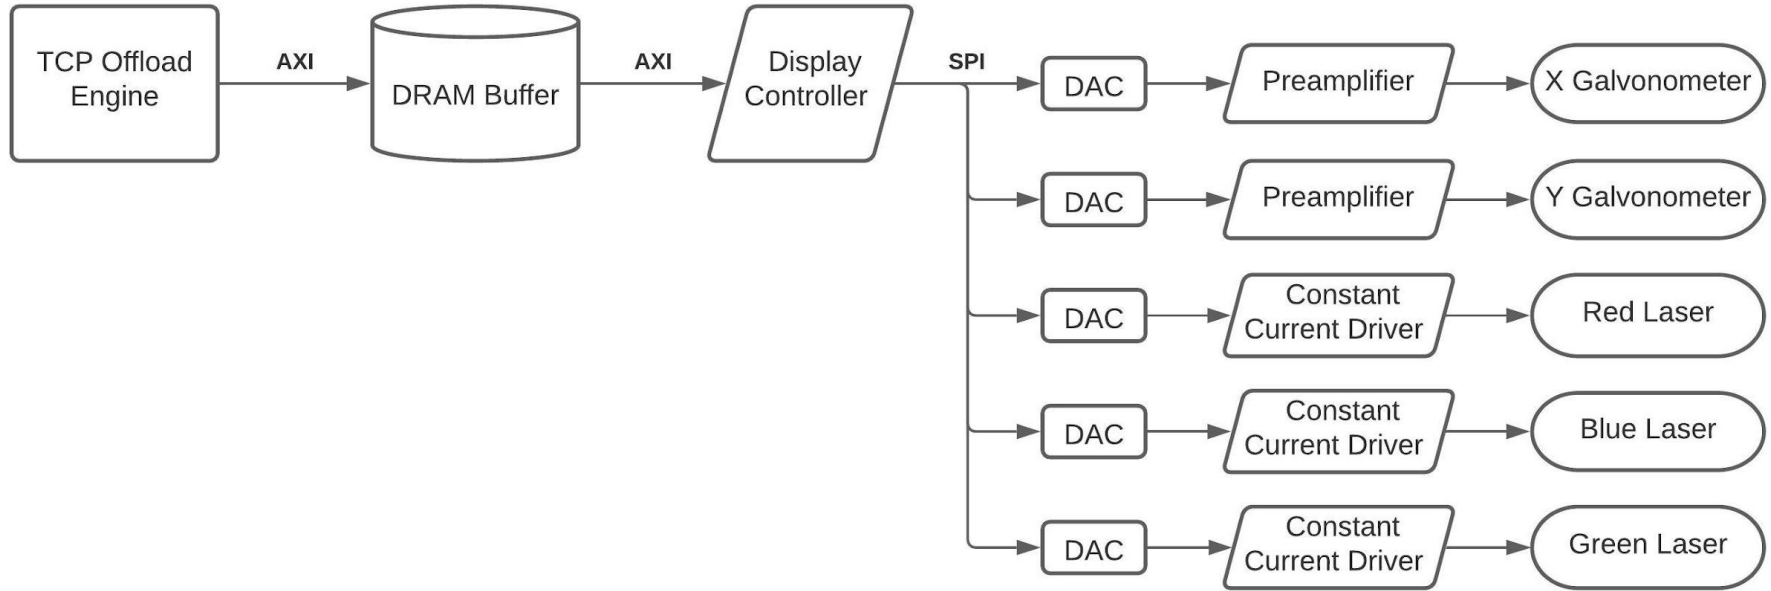 TCP Offload
Engine
AXI
DRAM Buffer
AXI
Display
Controller
SPI
DAC
Preamplifier
X Galvonometer
DAC
Preamplifier
Y Galvonometer
DAC
Constant
Current Driver
Red Laser
DAC
Constant
Current Driver
Blue Laser
DAC
Constant
Current Driver
Green Laser